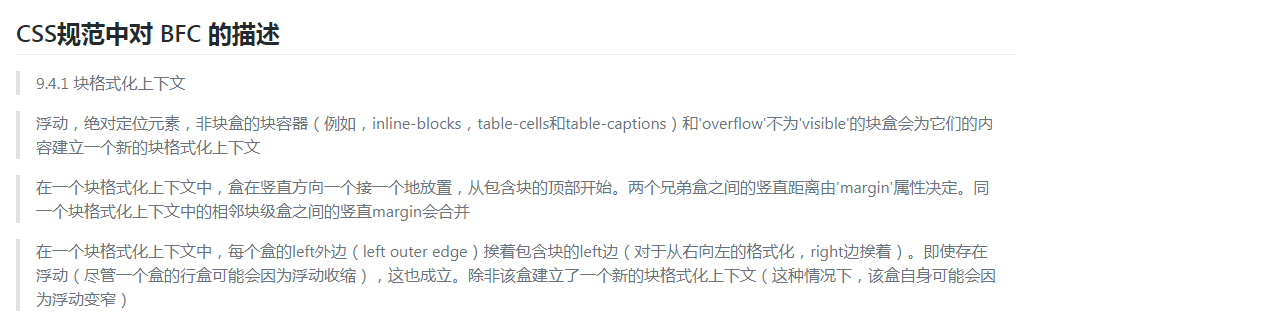 CSS规范中对 BFC 的描述
9.4.1 块格式化上下文
浮动，绝对定位元素，非块盒的块容器（例如，inline-blocks，table-cells和table-captions）和'overflow'不为'visible'的块盒会为它们的内
容建立一个新的块格式化上下文
在一个块格式化上下文中，盒在竖直方向一个接一个地放置，从包含块的顶部开始。两个兄弟盒之间的竖直距离由'margin'属性决定。同
一个块格式化上下文中的相邻块级盒之间的竖直margin会合并
在一个块格式化上下文中，每个盒的left外边（left outer edge）挨着包含块的left边（对于从右向左的格式化，right边挨着）。即使存在
浮动（尽管一个盒的行盒可能会因为浮动收缩），这也成立。除非该盒建立了一个新的块格式化上下文（这种情况下，该盒自身可能会因
为浮动变窄）